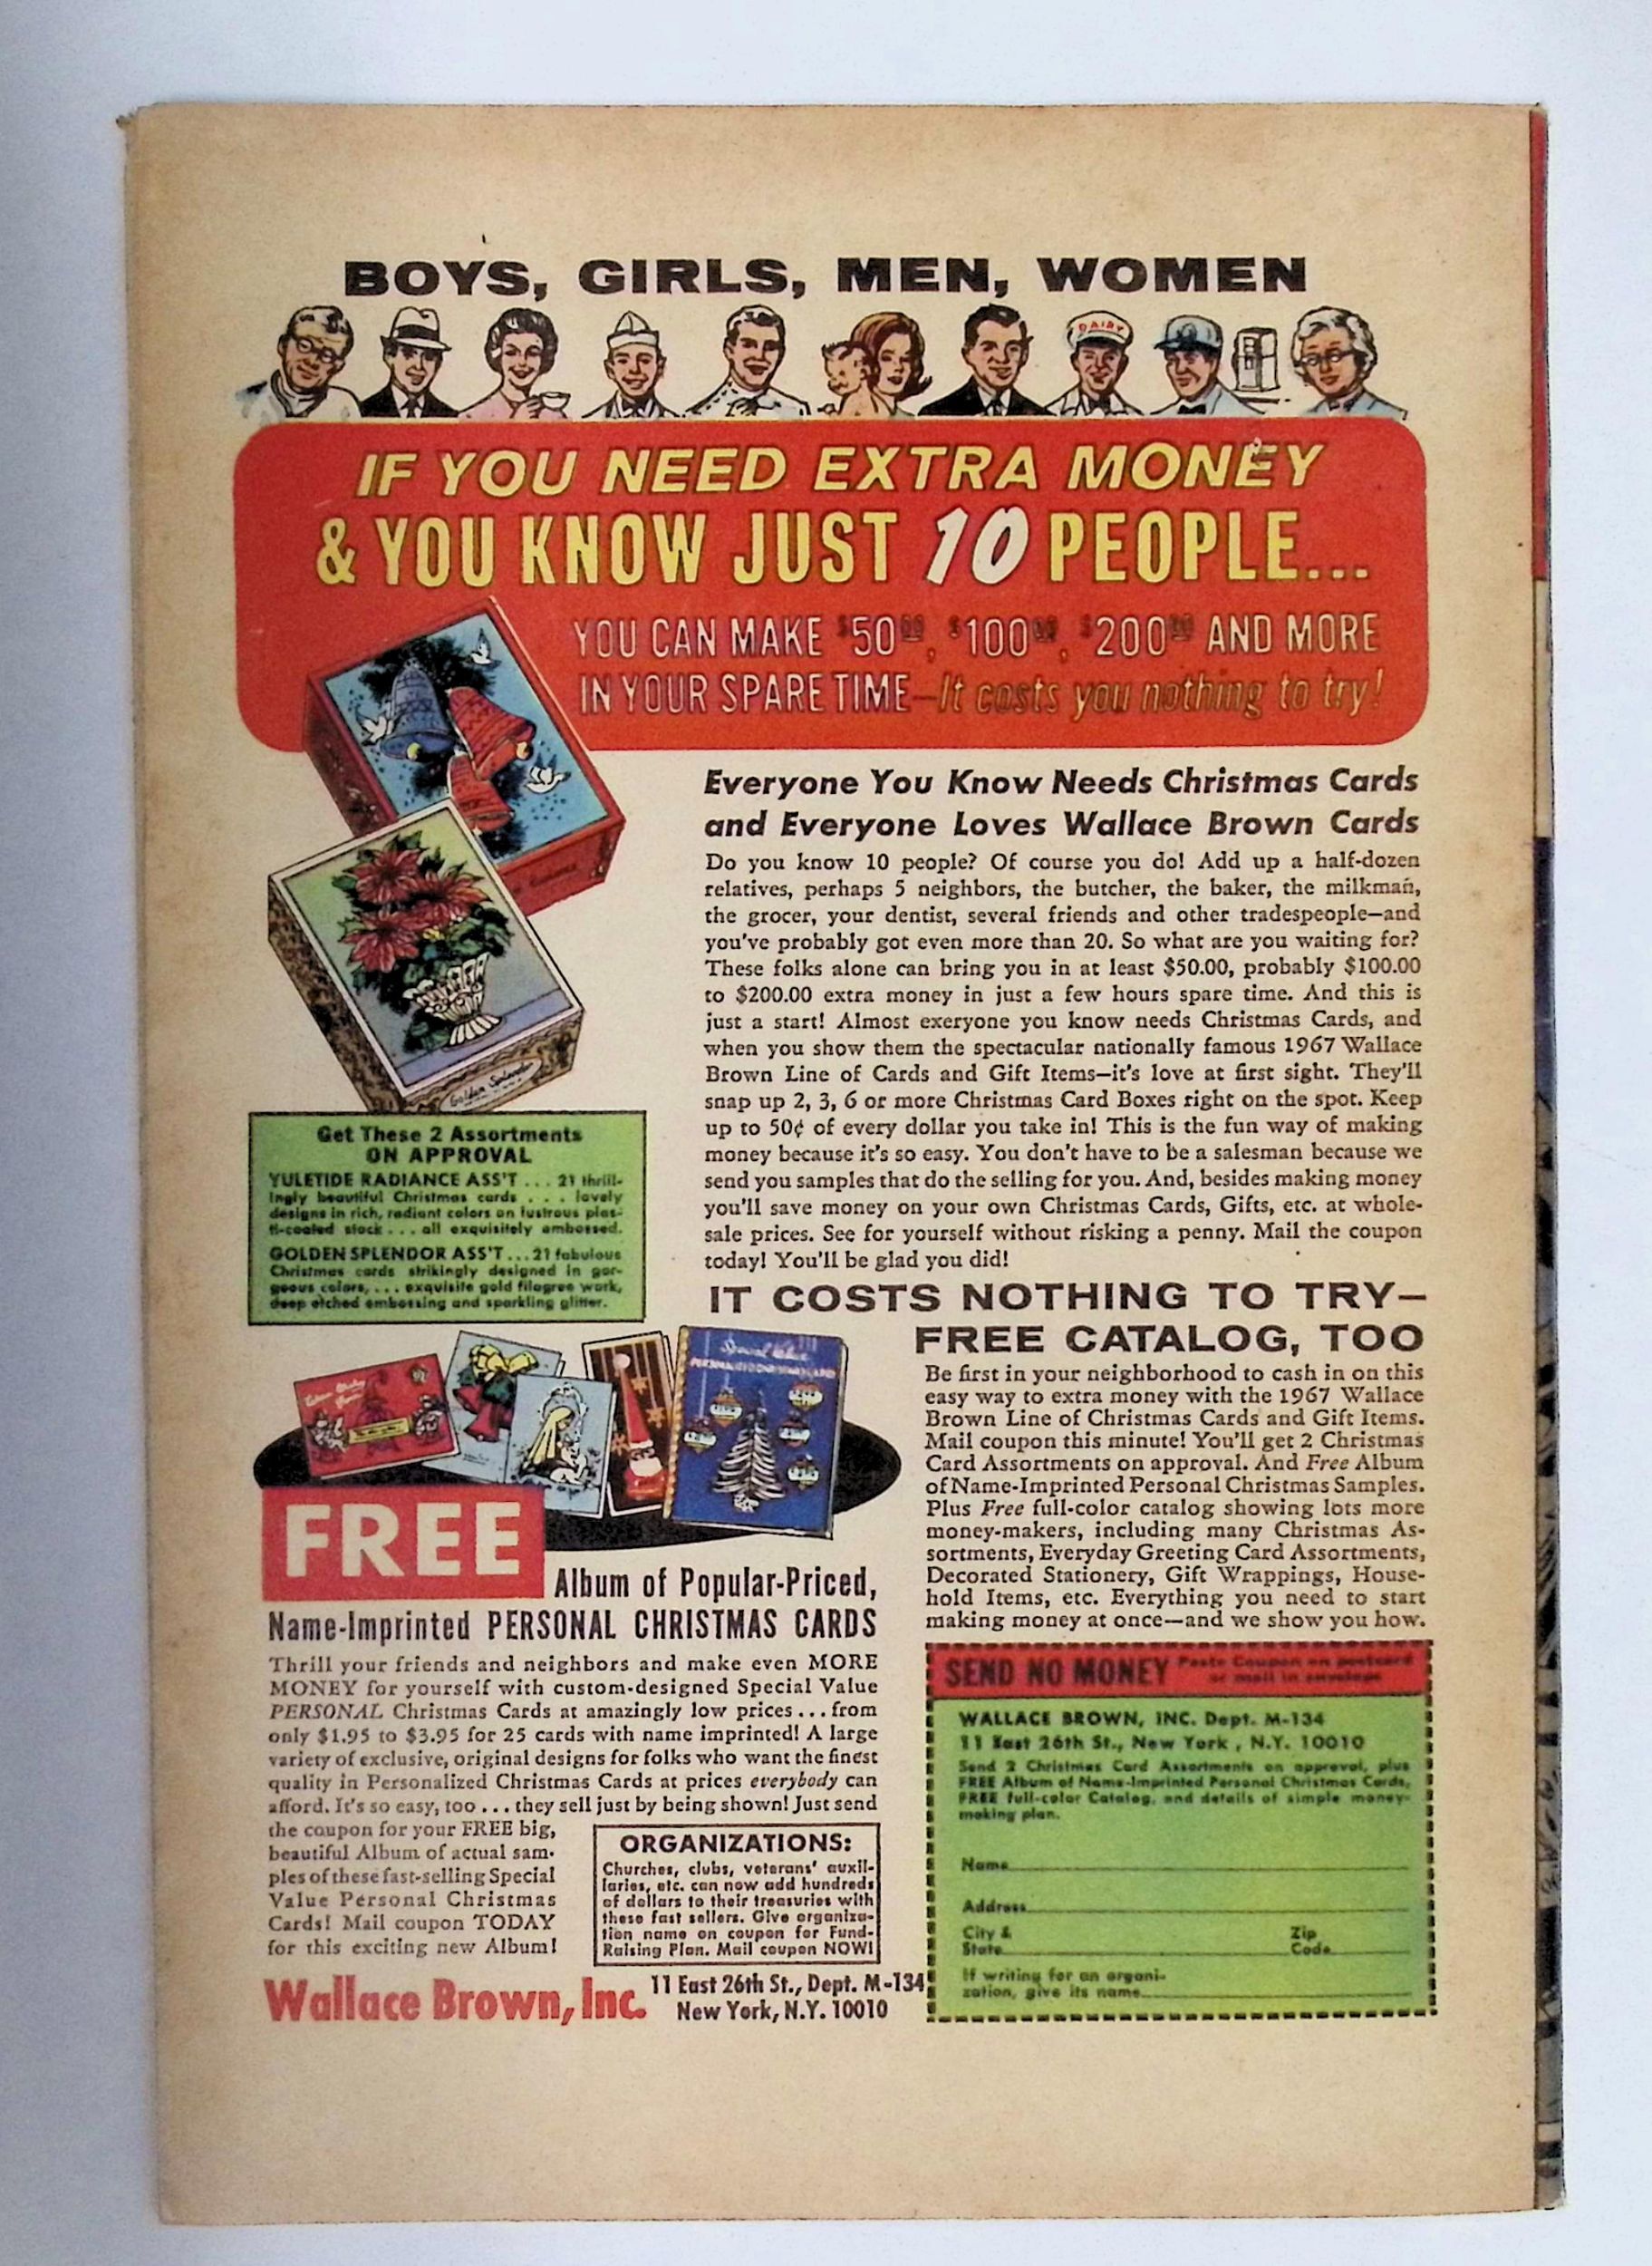 BOYS, GIRLS, MEN, WOMEN
DAIRY
IF YOU NEED EXTRA MONEY
& YOU KNOW JUST 10 PEOPLE...
YOU CAN MAKE $50.00, $100.00, $200.00 AND MORE
IN YOUR SPARE TIME—It costs you nothing to try!
Everyone You Know Needs Christmas Cards
and Everyone Loves Wallace Brown Cards
Do you know 10 people? Of course you do! Add up a half-dozen
relatives, perhaps 5 neighbors, the butcher, the baker, the milkman,
the grocer, your dentist, several friends and other tradespeople—and
you've probably got even more than 20. So what are you waiting for?
These folks alone can bring you in at least $50.00, probably $100.00
to $200.00 extra money in just a few hours spare time. And this is
just a start! Almost exeryone you know needs Christmas Cards, and
when you show them the spectacular nationally famous 1967 Wallace
Brown Line of Cards and Gift Items—it's love at first sight. They'll
snap up 2, 3, 6 or more Christmas Card Boxes right on the spot. Keep
up to 50¢ of every dollar you take in! This is the fun way of making
money because it's so easy. You don't have to be a salesman because we
send you samples that do the selling for you. And, besides making money
you'll save money on your own Christmas Cards, Gifts, etc. at whole-
sale prices. See for yourself without risking a penny. Mail the coupon
today! You'll be glad you did!
Golden Splendor
Get These 2 Assortments
ON APPROVAL
YULETIDE RADIANCE ASS'T . . . 21 thrill-
ingly beautiful Christmas cards . . . lovely
designs in rich, radiant colors on lustrous plas-
ti-coated stock . . . all exquisitely embossed.
GOLDEN SPLENDOR ASS'T . . . 21 fabulous
Christmas cards strikingly designed in gor-
geous colors, . . . exquisite gold filagree work,
deep etched embossing and sparkling glitter.
IT COSTS NOTHING TO TRY—
FREE CATALOG, TOO
Be first in your neighborhood to cash in on this
easy way to extra money with the 1967 Wallace
Brown Line of Christmas Cards and Gift Items.
Mail coupon this minute! You'll get 2 Christmas
Card Assortments on approval. And Free Album
of Name-Imprinted Personal Christmas Samples.
Plus Free full-color catalog showing lots more
money-makers, including many Christmas As-
sortments, Everyday Greeting Card Assortments,
Decorated Stationery, Gift Wrappings, House-
hold Items, etc. Everything you need to start
making money at once—and we show you how.
Special Value
PERSONALIZED CHRISTMAS CARDS
FREE
Album of Popular-Priced,
Name-Imprinted PERSONAL CHRISTMAS CARDS
Thrill your friends and neighbors and make even MORE
MONEY for yourself with custom-designed Special Value
PERSONAL Christmas Cards at amazingly low prices . . . from
only $1.95 to $3.95 for 25 cards with name imprinted! A large
variety of exclusive, original designs for folks who want the finest
quality in Personalized Christmas Cards at prices everybody can
afford. It's so easy, too . . . they sell just by being shown! Just send
the coupon for your FREE big,
beautiful Album of actual sam-
ples of these fast-selling Special
Value Personal Christmas
Cards! Mail coupon TODAY
for this exciting new Album!
ORGANIZATIONS:
Churches, clubs, veterans' auxil-
iaries, etc. can now add hundreds
of dollars to their treasuries with
these fast sellers. Give organiza-
tion name on coupon for Fund-
Raising Plan. Mail coupon NOW!
Wallace Brown, Inc.
11 East 26th St., Dept. M-134
New York, N.Y. 10010
SEND NO MONEY Paste Coupon on postcard
or mail in envelope
WALLACE BROWN, INC. Dept. M-134
11 East 26th St., New York , N.Y. 10010
Send 2 Christmas Card Assortments on approval, plus
FREE Album of Name-Imprinted Personal Christmas Cards,
FREE full-color Catalog, and details of simple money-
making plan.
Name
Address
City &
State
Zip
Code
If writing for an organi-
zation, give its name